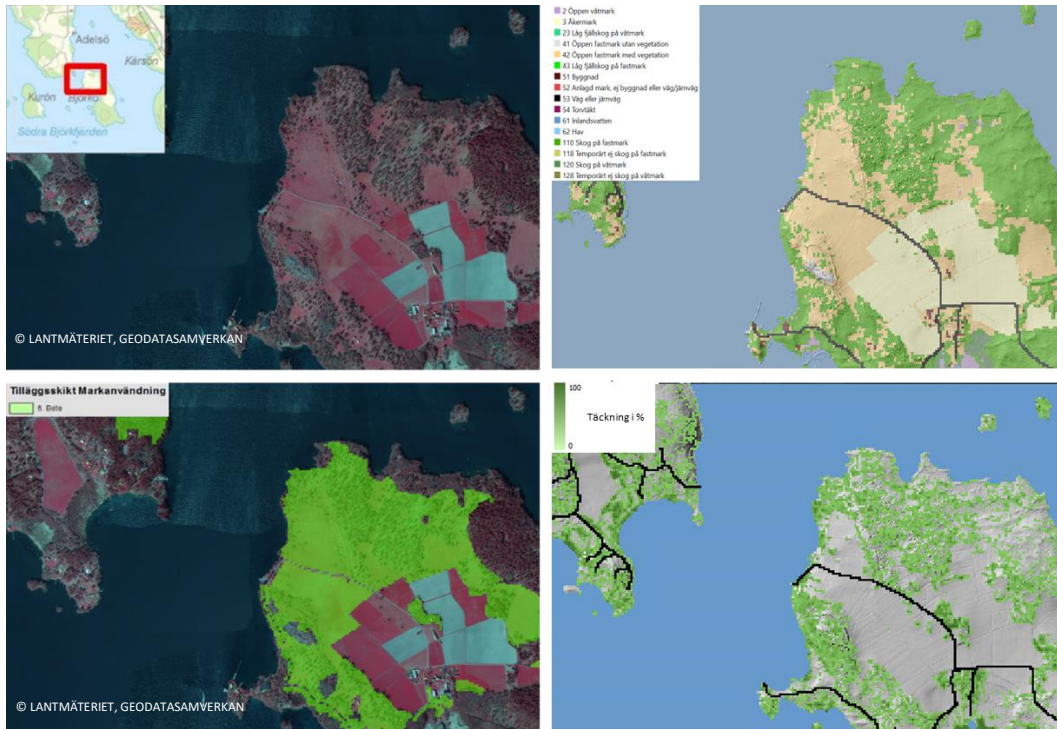 Adelsö
Karsön
Kurön
Björkö
Södra Björkfjärden
© LANTMÄTERIET, GEODATASAMVERKAN
2 Öppen våtmark
3 Åkermark
23 Låg fjällskog på våtmark
41 Öppen fastmark utan vegetation
42 Öppen fastmark med vegetation
43 Låg fjällskog på fastmark
51 Byggnad
52 Anlagd mark, ej byggnad eller väg/järnväg
53 Väg eller järnväg
54 Torvtäkt
61 Inlandsvatten
62 Hav
110 Skog på fastmark
118 Temporärt ej skog på fastmark
120 Skog på våtmark
128 Temporärt ej skog på våtmark
Tilläggsskikt Markanvändning
6. Bete
© LANTMÄTERIET, GEODATASAMVERKAN
100
Täckning i %
0